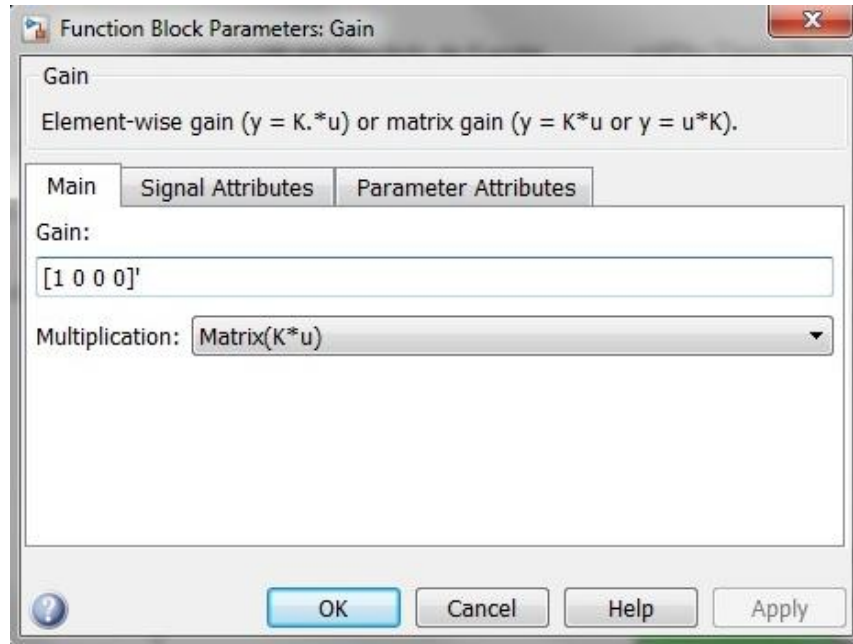 Function Block Parameters: Gain
Gain
Element-wise gain (y = K.*u) or matrix gain (y = K*u or y = u*K).
Main Signal Attributes Parameter Attributes
Gain:
[1 0 0 0]'
Multiplication: Matrix(K*u)
OK Cancel Help Apply